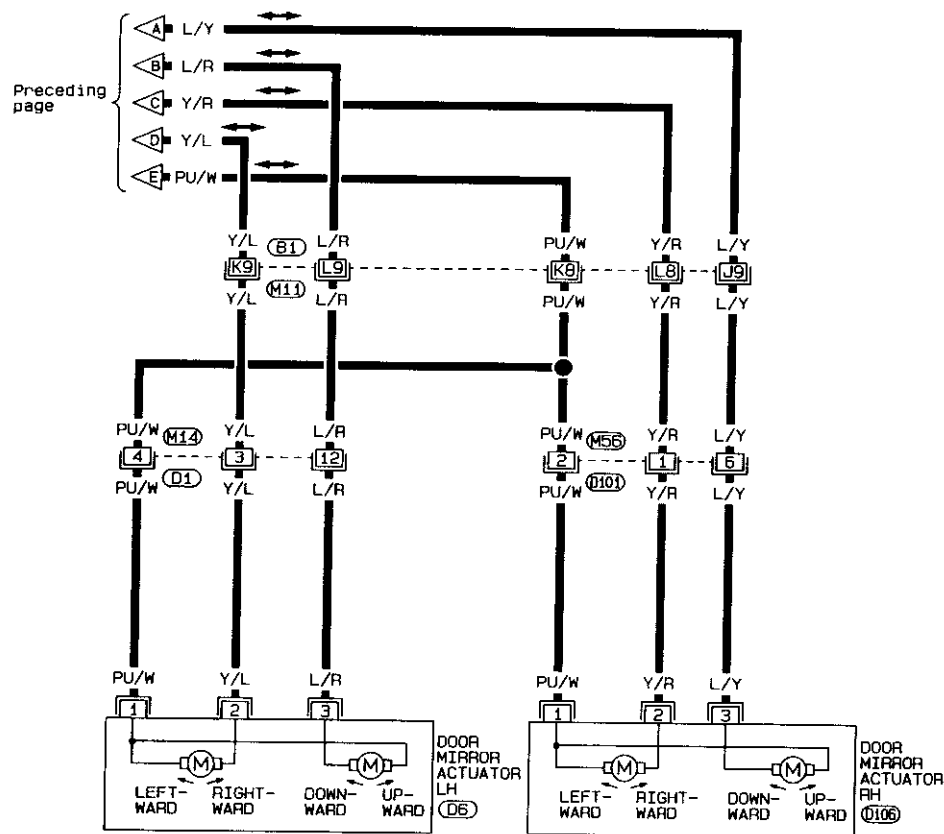 A L/Y
B L/R
Preceding page
C Y/R
D Y/L
E PU/W
Y/L B1 L/R PU/W Y/R L/Y
K9 L9 K8 L8 J9
Y/L M11 L/R PU/W Y/R L/Y
PU/W M14 Y/L L/R PU/W M56 Y/R L/Y
4 3 12 2 1 6
PU/W D1 Y/L L/R PU/W D101 Y/R L/Y
PU/W Y/L L/R PU/W Y/R L/Y
1 2 3 1 2 3
M M DOOR MIRROR ACTUATOR LH D6
LEFT-WARD RIGHT-WARD DOWN-WARD UP-WARD
M M DOOR MIRROR ACTUATOR RH D106
LEFT-WARD RIGHT-WARD DOWN-WARD UP-WARD